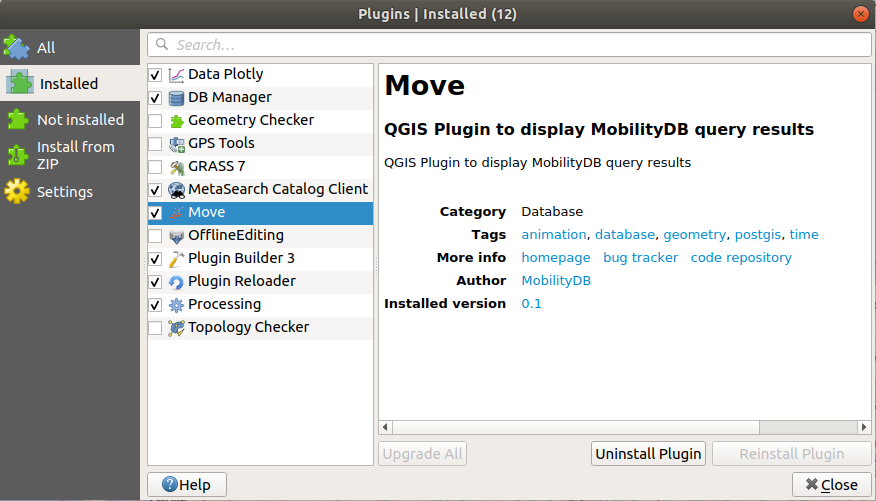 Plugins | Installed (12)
All
Installed
Not installed
Install from
ZIP
Settings
Search...
Data Plotly
DB Manager
Geometry Checker
GPS Tools
GRASS 7
MetaSearch Catalog Client
Move
OfflineEditing
Plugin Builder 3
Plugin Reloader
Processing
Topology Checker
Move
QGIS Plugin to display MobilityDB query results
QGIS Plugin to display MobilityDB query results
Category Database
Tags animation, database, geometry, postgis, time
More info homepage bug tracker code repository
Author MobilityDB
Installed version 0.1
Upgrade All Uninstall Plugin Reinstall Plugin
Help Close